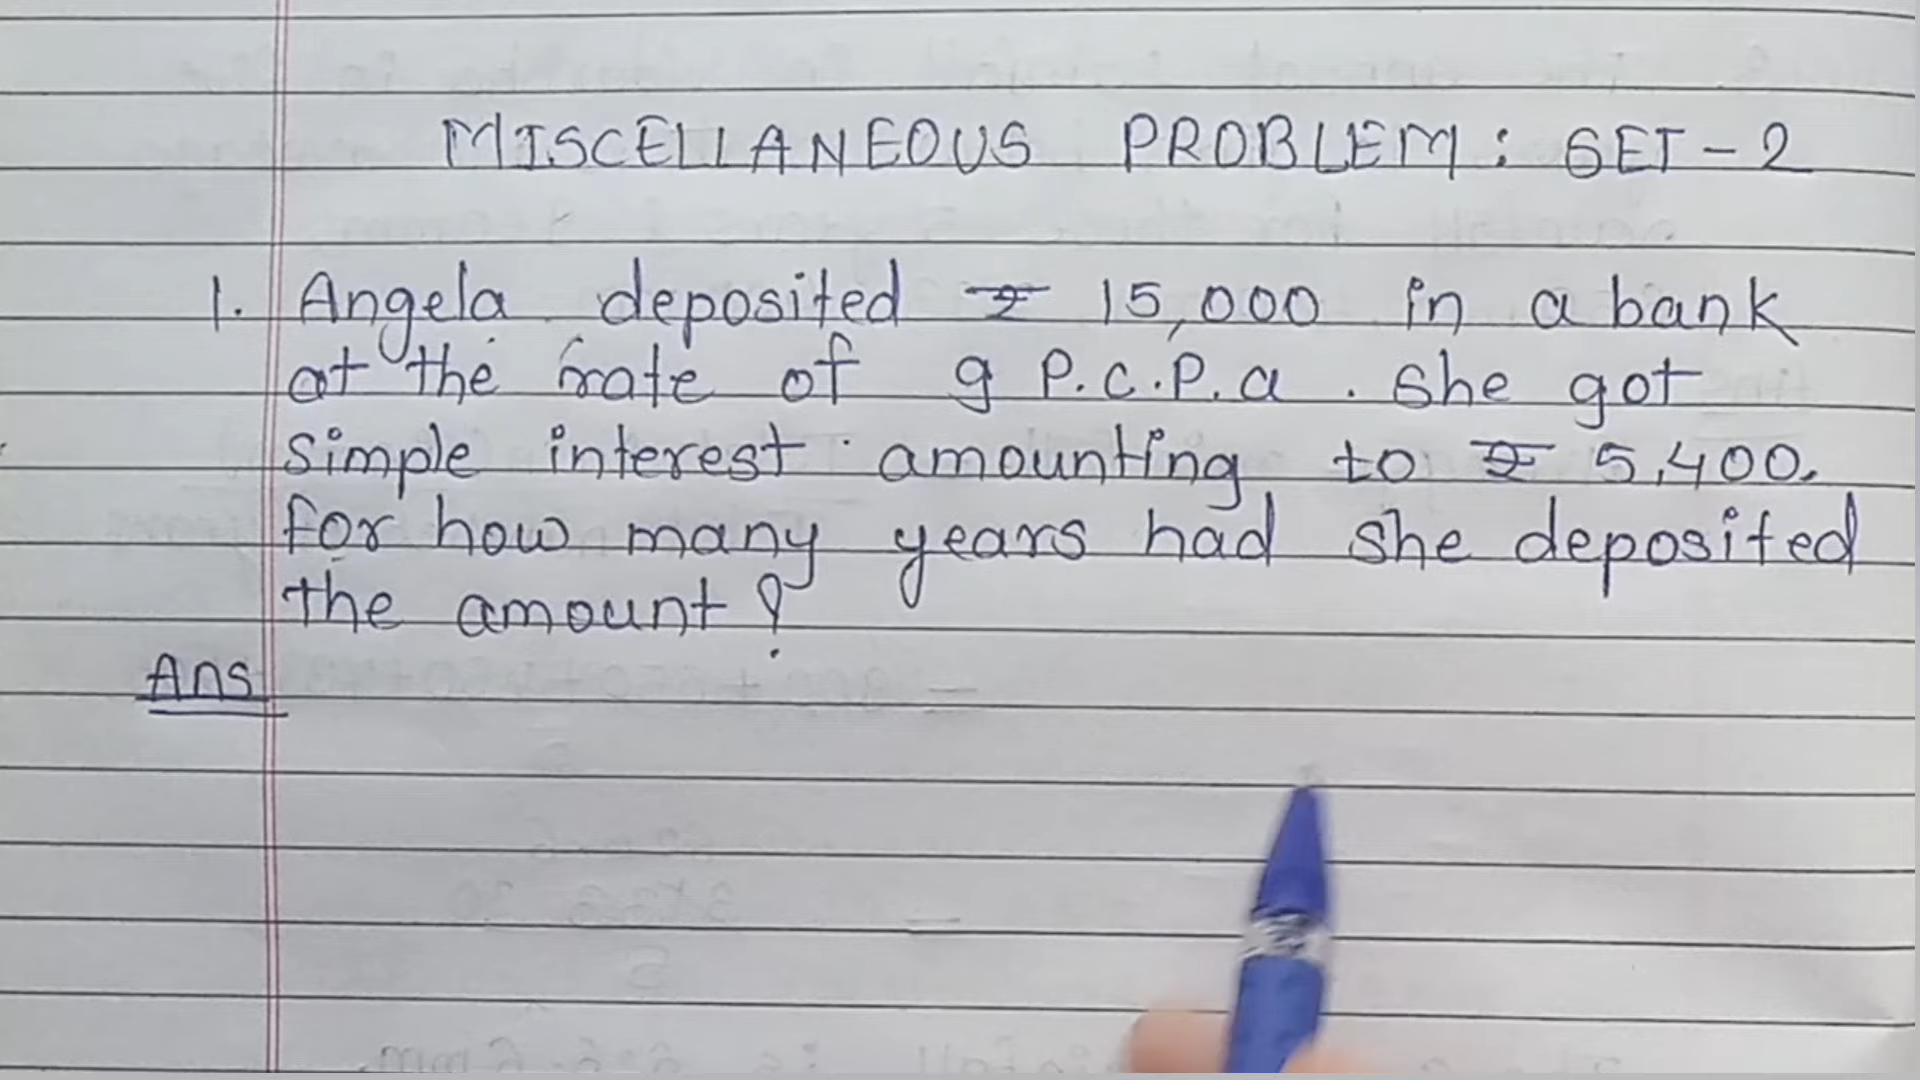 MISCELLANEOUS PROBLEM: SET-2
1. Angela deposited ₹ 15,000 in a bank
at the rate of 9 P.C.P.a. She got
simple interest amounting to ₹ 5,400.
for how many years had she deposited
the amount?
Ans